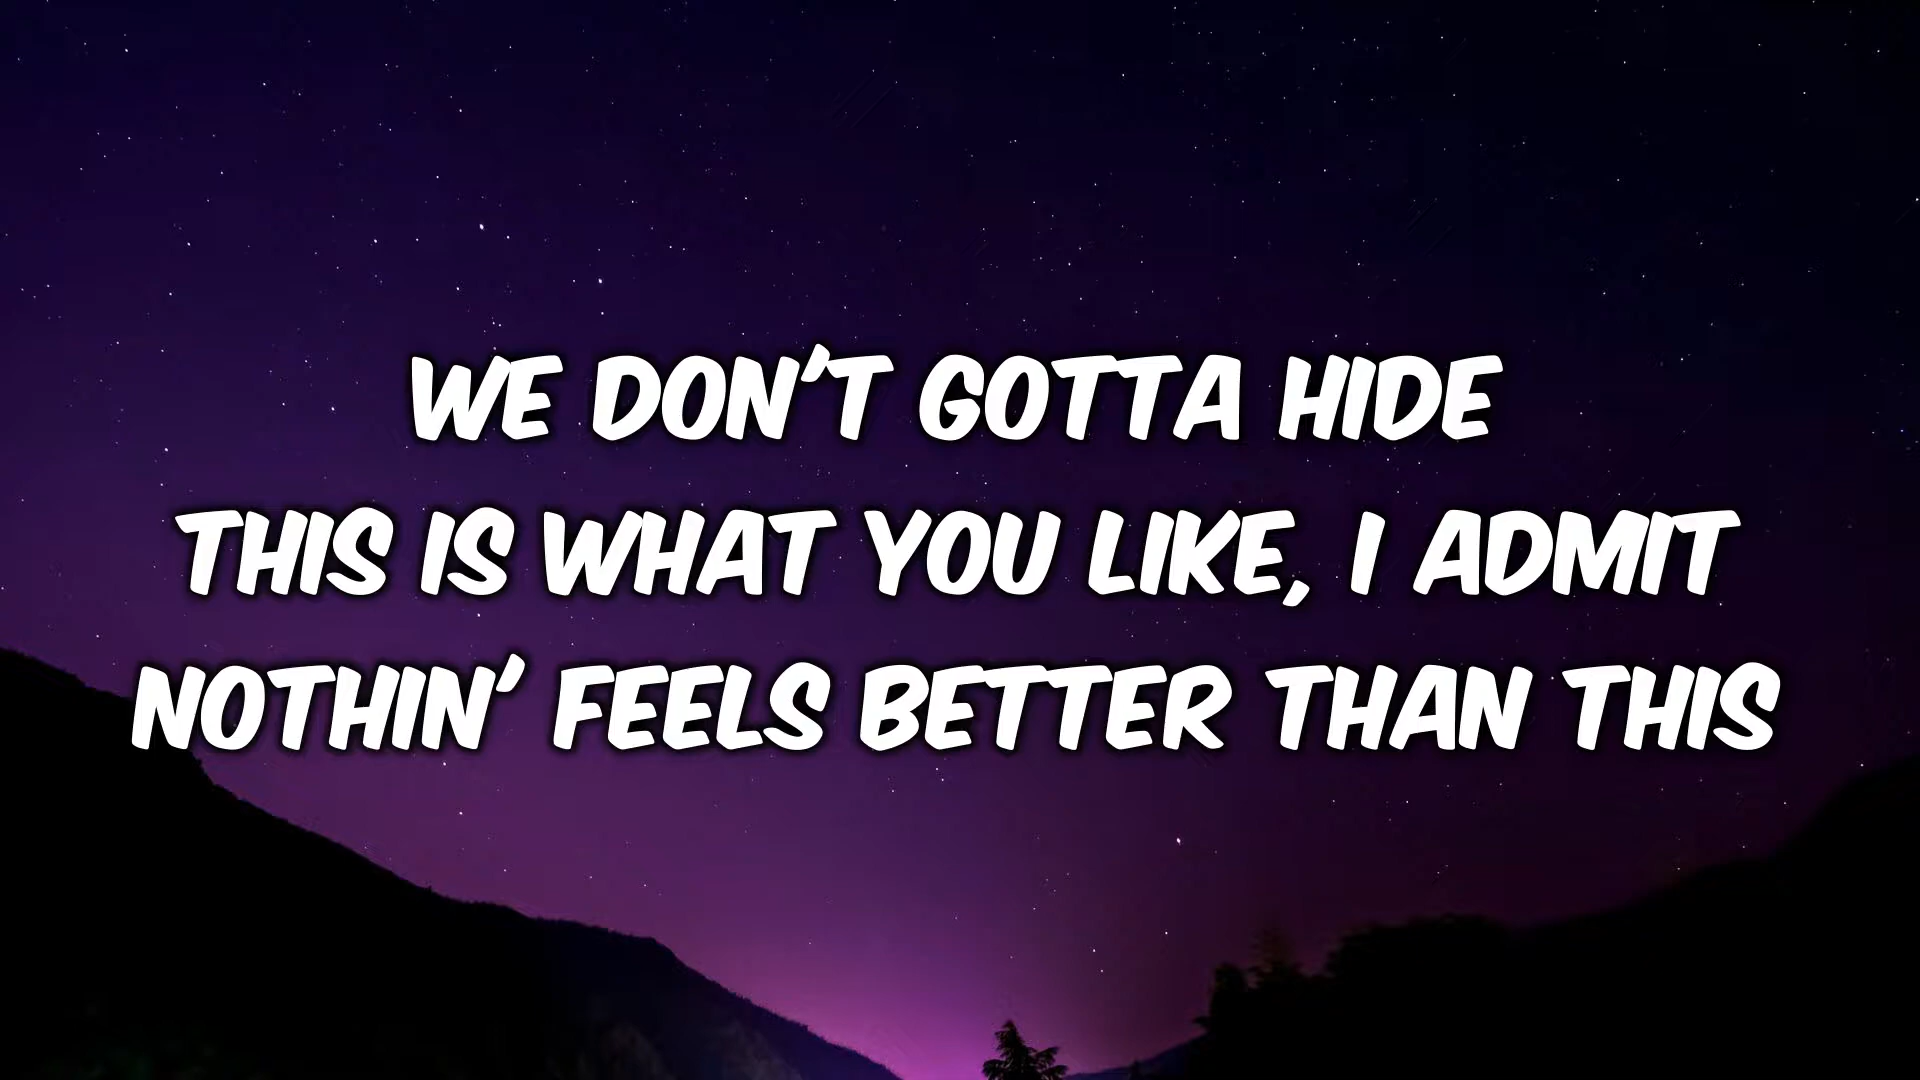 WE DON'T GOTTA HIDE
THIS IS WHAT YOU LIKE, I ADMIT
NOTHIN' FEELS BETTER THAN THIS